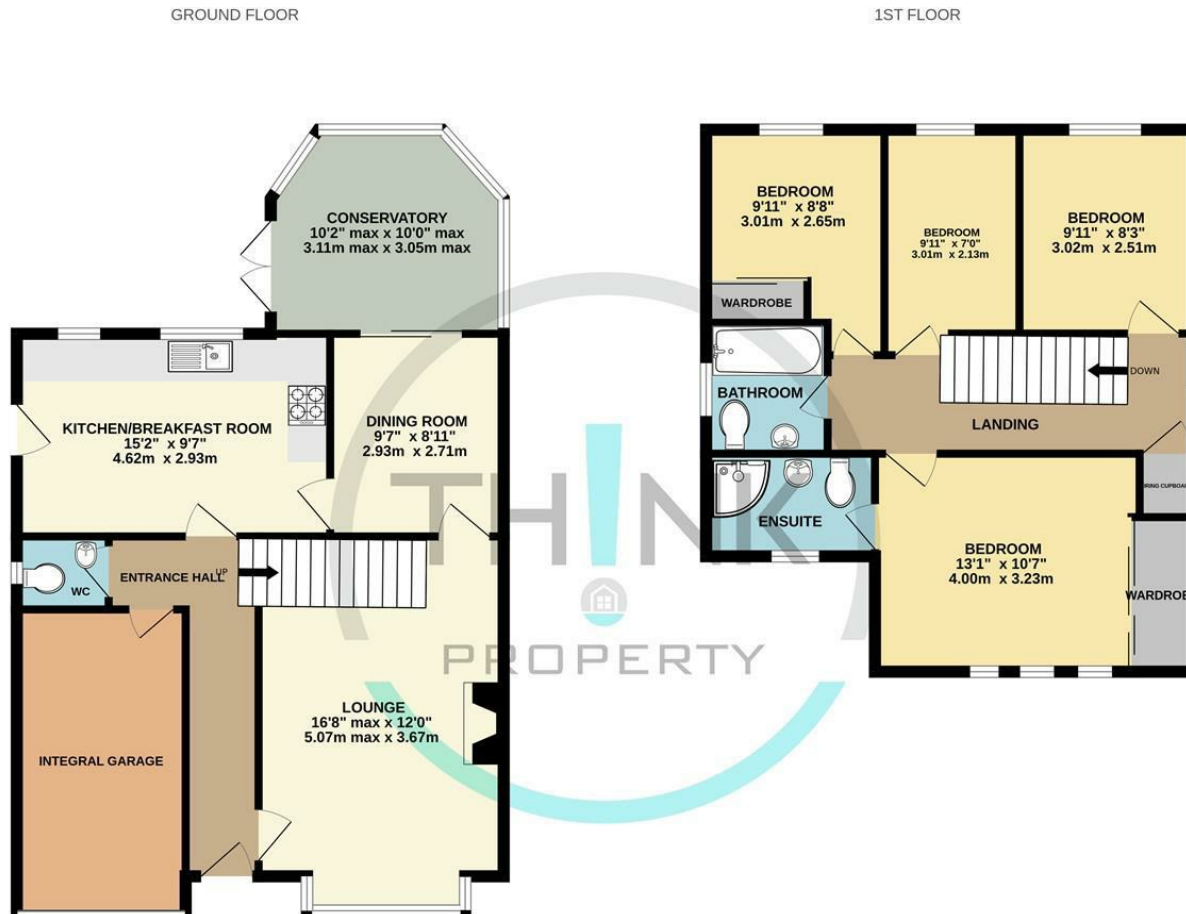 GROUND FLOOR
1ST FLOOR
CONSERVATORY
10'2" max x 10'0" max
3.11m max x 3.05m max
KITCHEN/BREAKFAST ROOM
15'2" x 9'7"
4.62m x 2.93m
DINING ROOM
9'7" x 8'11"
2.93m x 2.71m
WC
ENTRANCE HALL
UP
INTEGRAL GARAGE
LOUNGE
16'8" max x 12'0"
5.07m max x 3.67m
BEDROOM
9'11" x 8'8"
3.01m x 2.65m
WARDROBE
BEDROOM
9'11" x 7'0"
3.01m x 2.13m
BEDROOM
9'11" x 8'3"
3.02m x 2.51m
BATHROOM
DOWN
LANDING
ENSUITE
BEDROOM
13'1" x 10'7"
4.00m x 3.23m
RING CUPBOA
WARDROBE
TH!NK
PROPERTY